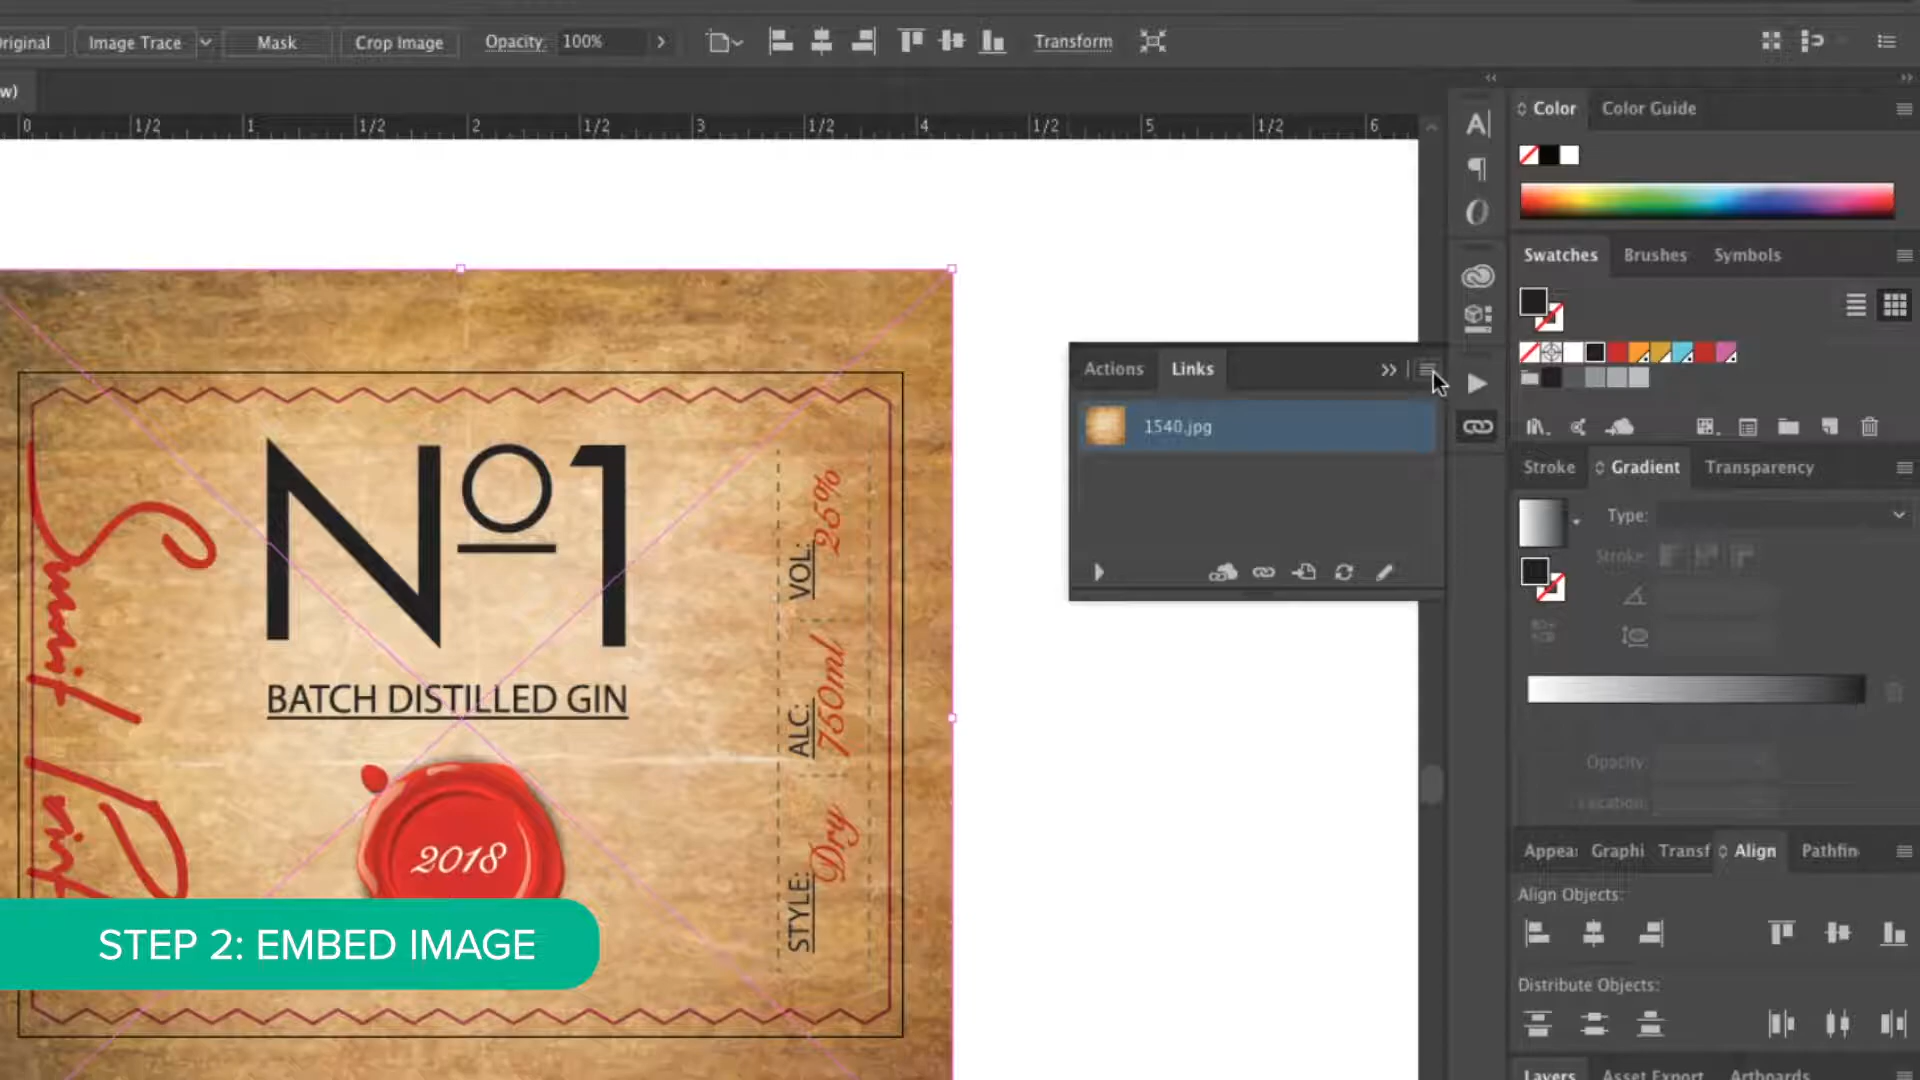 riginal
Image Trace
Mask
Crop Image
Opacity:
100%
Transform
w)
0 1/2 1 1/2 2 1/2 3 1/2 4 1/2 5 1/2 6
Color
Color Guide
Swatches
Brushes
Symbols
Actions
Links
1540.jpg
Stroke
Gradient
Transparency
Type:
Stroke:
Opacity:
Location:
Appea
Graphi
Transf
Align
Pathfin
Align Objects:
Distribute Objects:
Layers
Asset Export
Artboards
Nº1
BATCH DISTILLED GIN
2018
VOL: 25%
ALC: 750ml
STYLE: Dry
STEP 2: EMBED IMAGE